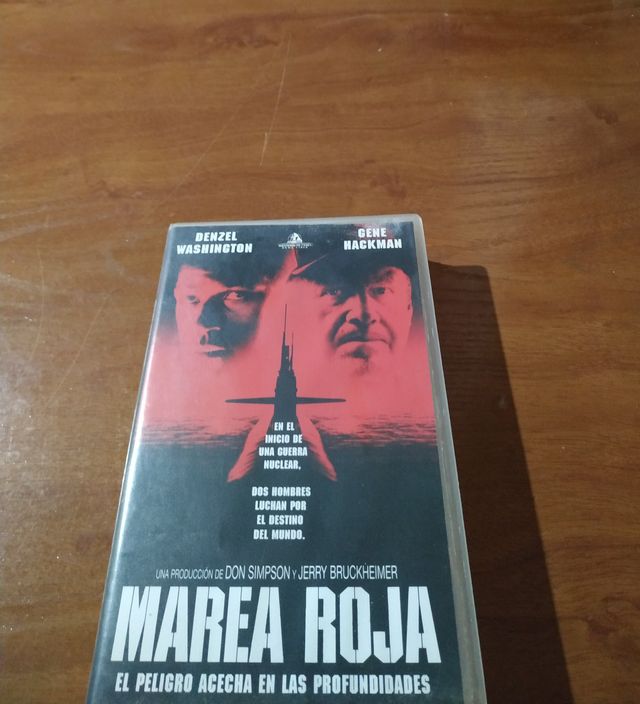 DENZEL
WASHINGTON
GENE
HACKMAN
EN EL
INICIO DE
UNA GUERRA
NUCLEAR,
DOS HOMBRES
LUCHAN POR
EL DESTINO
DEL MUNDO.
UNA PRODUCCIÓN DE DON SIMPSON Y JERRY BRUCKHEIMER
MAREA ROJA
EL PELIGRO ACECHA EN LAS PROFUNDIDADES